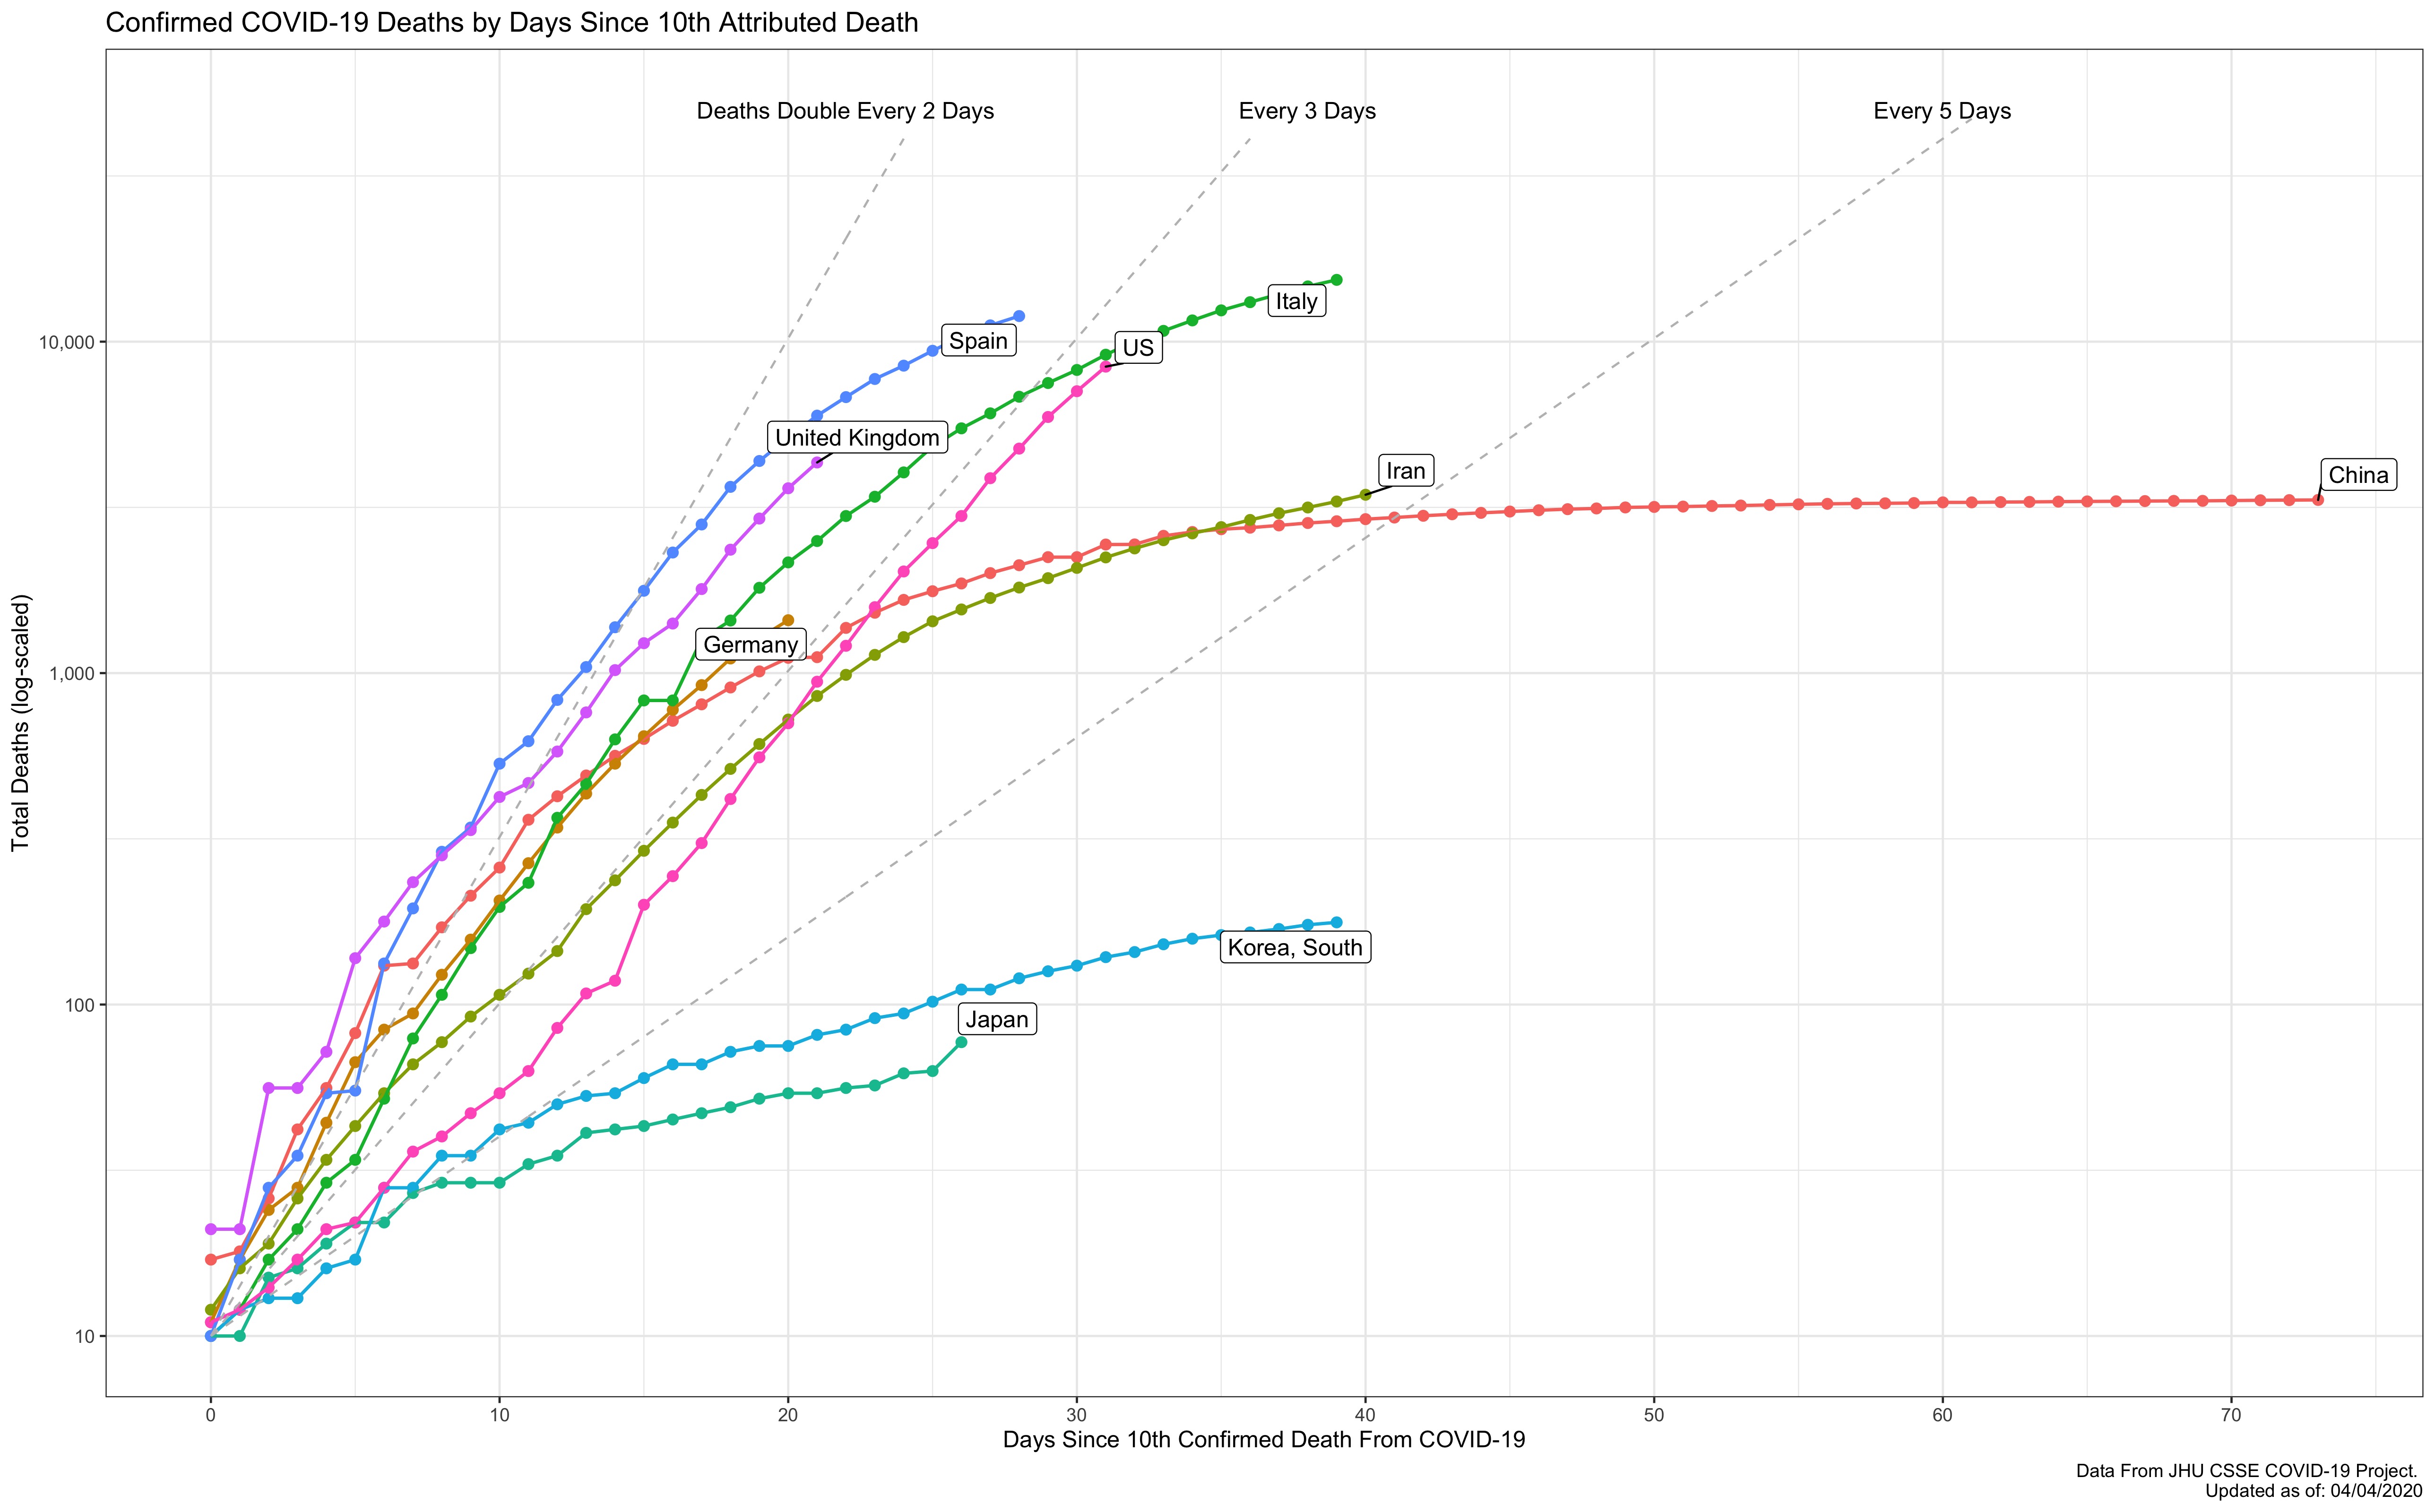 Confirmed COVID-19 Deaths by Days Since 10th Attributed Death
Deaths Double Every 2 Days
Every 3 Days
Every 5 Days
Italy
Spain
US
United Kingdom
Iran
China
Germany
Korea, South
Japan
Total Deaths (log-scaled)
10,000
1,000
100
10
0 10 20 30 40 50 60 70
Days Since 10th Confirmed Death From COVID-19
Data From JHU CSSE COVID-19 Project.
Updated as of: 04/04/2020